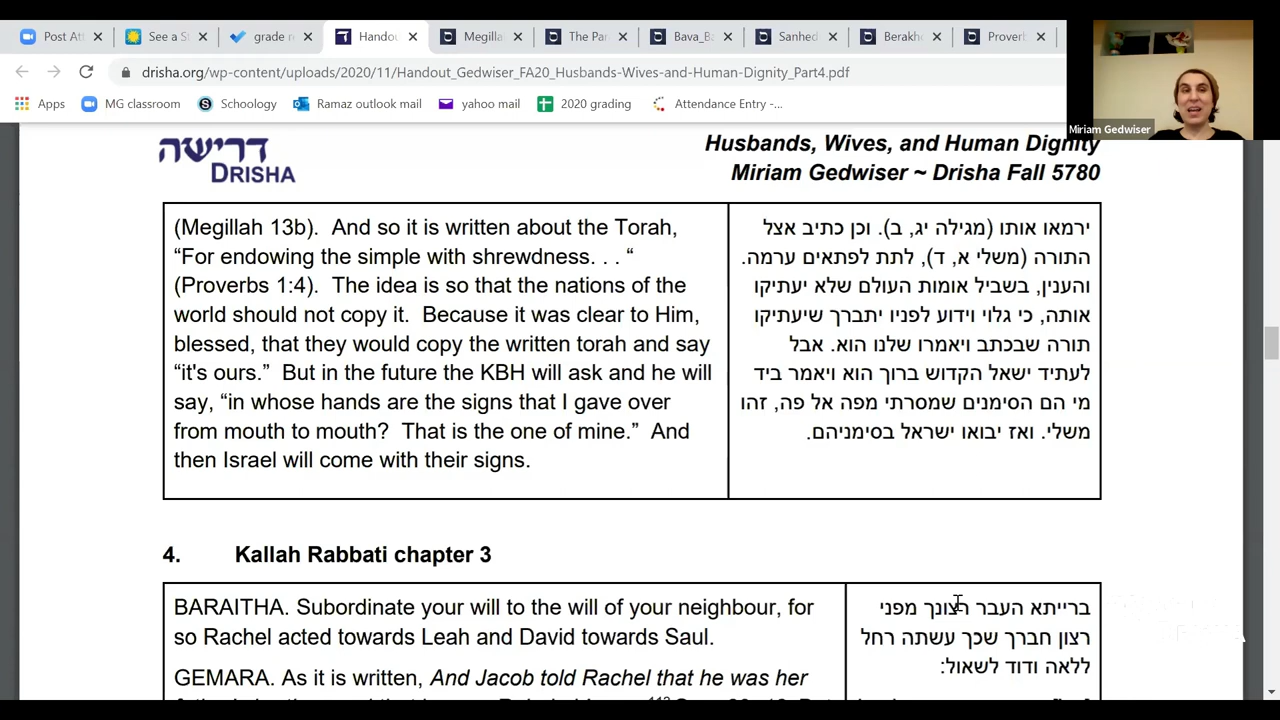 Post At
See a S
grade r
Handou
Megilla
The Par
Bava_B
Sanhed
Berakh
Prover
drisha.org/wp-content/uploads/2020/11/Handout_Gedwiser_FA20_Husbands-Wives-and-Human-Dignity_Part4.pdf
Apps
MG classroom
Schoology
Ramaz outlook mail
yahoo mail
2020 grading
Attendance Entry -...
Miriam Gedwiser
דרישה
DRISHA
Husbands, Wives, and Human Dignity
Miriam Gedwiser ~ Drisha Fall 5780
(Megillah 13b). And so it is written about the Torah,
“For endowing the simple with shrewdness. . . “
(Proverbs 1:4). The idea is so that the nations of the
world should not copy it. Because it was clear to Him,
blessed, that they would copy the written torah and say
“it's ours.” But in the future the KBH will ask and he will
say, “in whose hands are the signs that I gave over
from mouth to mouth? That is the one of mine.” And
then Israel will come with their signs.
ירמאו אותו (מגילה יג, ב). וכן כתיב אצל
התורה (משלי א, ד), לתת לפתאים ערמה.
והענין, בשביל אומות העולם שלא יעתיקו
אותה, כי גלוי וידוע לפניו יתברך שיעתיקו
תורה שבכתב ויאמרו שלנו הוא. אבל
לעתיד ישאל הקדוש ברוך הוא ויאמר ביד
מי הם הסימנים שמסרתי מפה אל פה, זהו
משלי. ואז יבואו ישראל בסימניהם.
4. Kallah Rabbati chapter 3
BARAITHA. Subordinate your will to the will of your neighbour, for
so Rachel acted towards Leah and David towards Saul.
GEMARA. As it is written, And Jacob told Rachel that he was her
ברייתא העבר רצונך מפני
רצון חברך שכך עשתה רחל
ללאה ודוד לשאול: